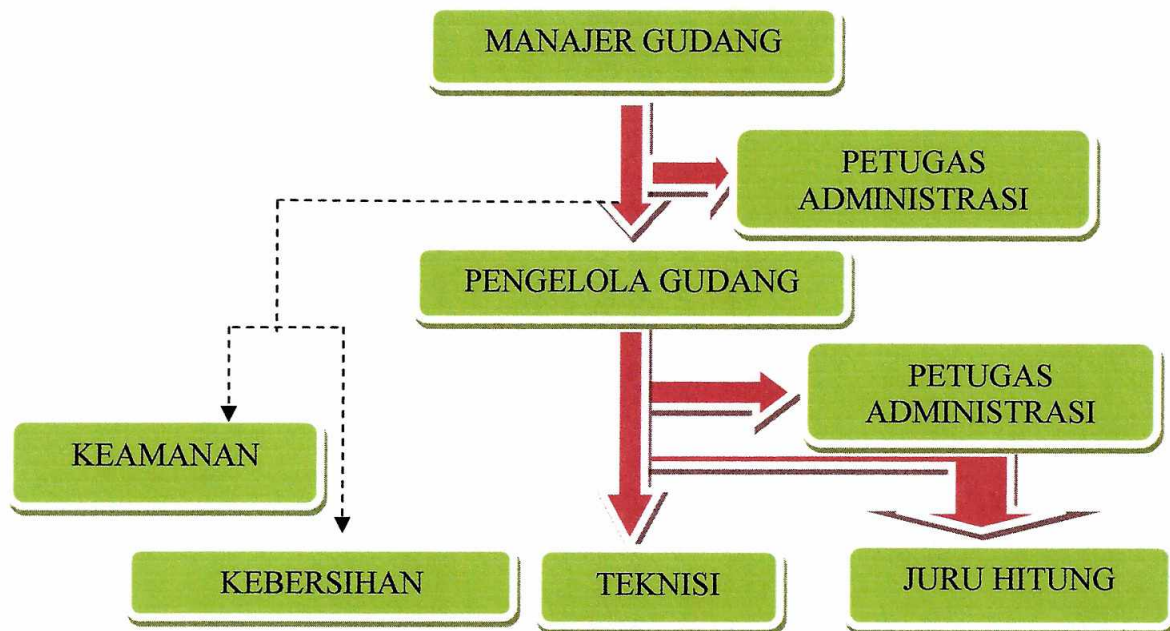 MANAJER GUDANG
PETUGAS
ADMINISTRASI
PENGELOLA GUDANG
PETUGAS
ADMINISTRASI
KEAMANAN
KEBERSIHAN
TEKNISI
JURU HITUNG